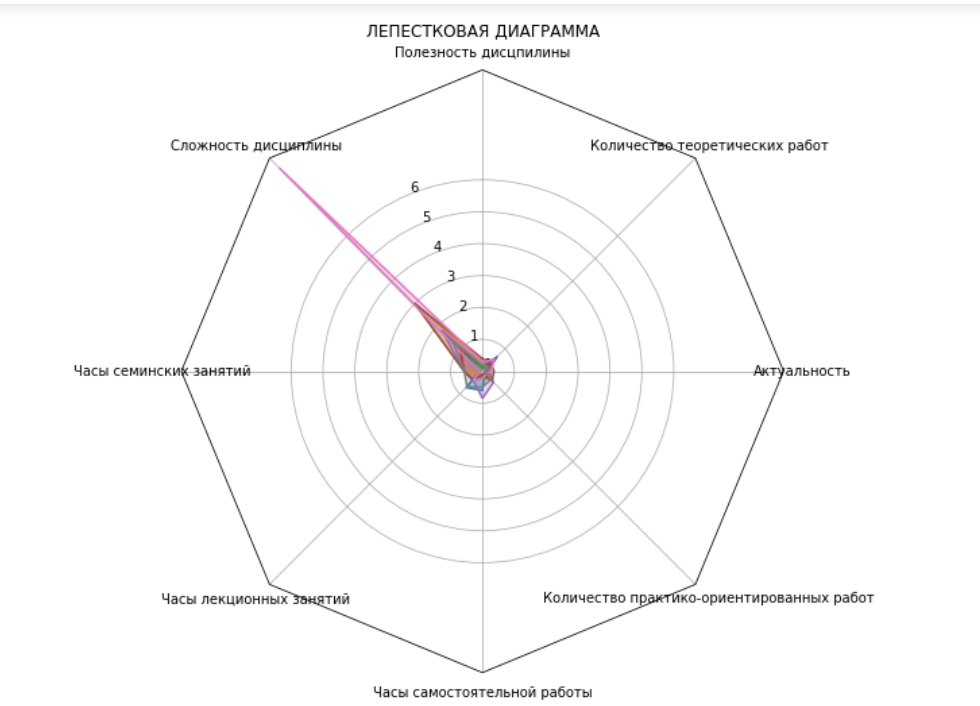 ЛЕПЕСТКОВАЯ ДИАГРАММА
Полезность дисцпилины
Сложность дисциплины
Количество теоретических работ
6
5
4
3
2
1
Часы семинских занятий
Актуальность
Часы лекционных занятий
Количество практико-ориентированных работ
Часы самостоятельной работы